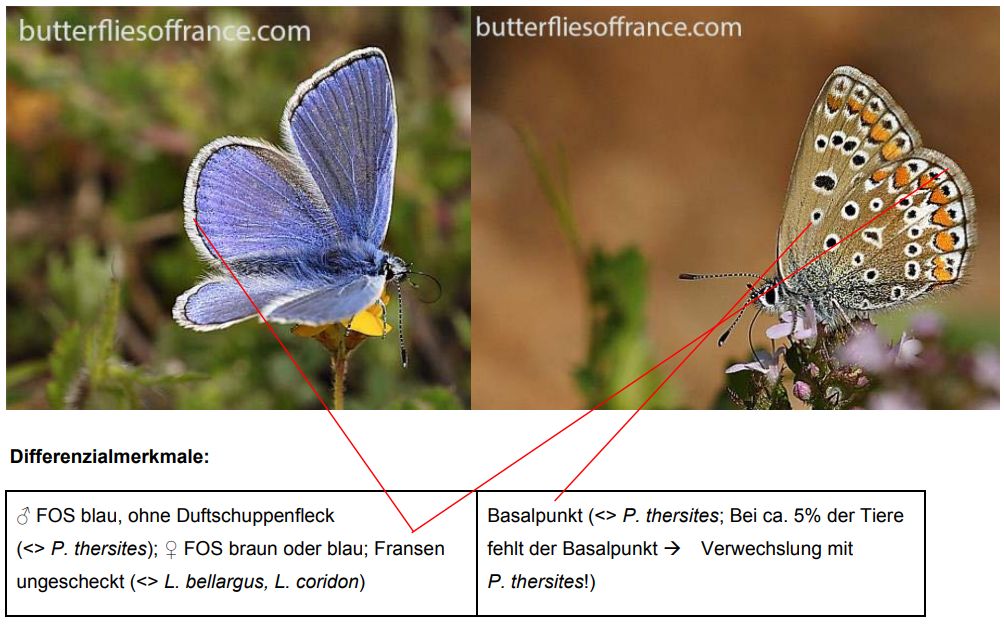 butterfliesoffrance.com
butterfliesoffrance.com
Differenzialmerkmale:
♂ FOS blau, ohne Duftschuppenfleck
(<> P. thersites); ♀ FOS braun oder blau; Fransen
ungescheckt (<> L. bellargus, L. coridon)
Basalpunkt (<> P. thersites; Bei ca. 5% der Tiere
fehlt der Basalpunkt → Verwechslung mit
P. thersites!)